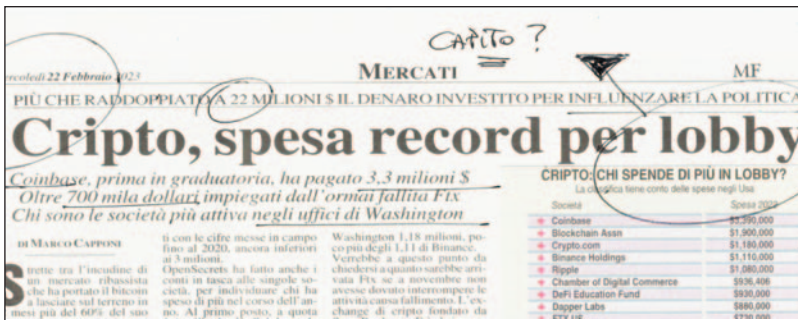 CAPITO ?
ercoledì 22 Febbraio 2023
MERCATI
MF
PIÙ CHE RADDOPPIATO A 22 MILIONI $ IL DENARO INVESTITO PER INFLUENZARE LA POLITICA
Cripto, spesa record per lobby
Coinbase, prima in graduatoria, ha pagato 3,3 milioni $
Oltre 700 mila dollari impiegati dall'ormai fallita Ftx
Chi sono le società più attiva negli uffici di Washington
DI MARCO CAPPONI
Strette tra l'incudine di
un mercato ribassista
che ha portato il bitcoin
a lasciare sul terreno in
mesi più del 60% del suo
ti con le cifre messe in campo
fino al 2020, ancora inferiori
ai 3 milioni.
OpenSecrets ha fatto anche i
conti in tasca alle singole so-
cietà, per individuare chi ha
speso di più nel corso dell'an-
no. Al primo posto, a quota
Washington 1,18 milioni, po-
co più degli 1,11 di Binance.
Verrebbe a questo punto da
chiedersi a quanto sarebbe arri-
vata Ftx se a novembre non
avesse dovuto interrompere le
attività causa fallimento. L'ex-
change di cripto fondato da
CRIPTO: CHI SPENDE DI PIÙ IN LOBBY?
La classifica tiene conto delle spese negli Usa
Società Spesa 2022
Coinbase $3,390,000
Blockchain Assn $1,900,000
Crypto.com $1,180,000
Binance Holdings $1,110,000
Ripple $1,080,000
Chamber of Digital Commerce $936,406
DeFi Education Fund $930,000
Dapper Labs $880,000
FTX US $720,000